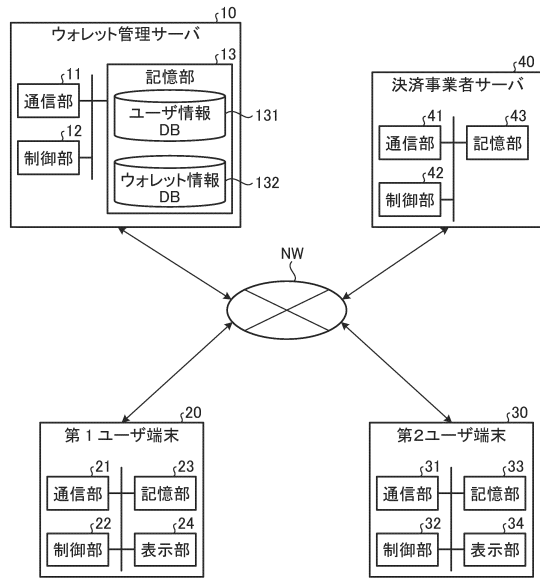 10
ウォレット管理サーバ
11
通信部
12
制御部
13
記憶部
ユーザ情報
DB
131
ウォレット情報
DB
132
40
決済事業者サーバ
41
通信部
43
記憶部
42
制御部
NW
20
第1ユーザ端末
21
通信部
23
記憶部
22
制御部
24
表示部
30
第2ユーザ端末
31
通信部
33
記憶部
32
制御部
34
表示部